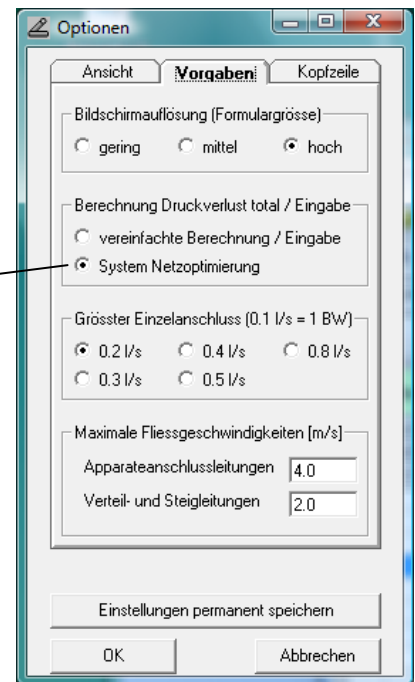 Optionen
Ansicht Vorgaben Kopfzeile
Bildschirmauflösung (Formulargrösse)
gering mittel hoch
Berechnung Druckverlust total / Eingabe
vereinfachte Berechnung / Eingabe
System Netzoptimierung
Grösster Einzelanschluss (0.1 l/s = 1 BW)
0.2 l/s 0.4 l/s 0.8 l/s
0.3 l/s 0.5 l/s
Maximale Fliessgeschwindigkeiten [m/s]
Apparateanschlussleitungen 4.0
Verteil- und Steigleitungen 2.0
Einstellungen permanent speichern
OK Abbrechen